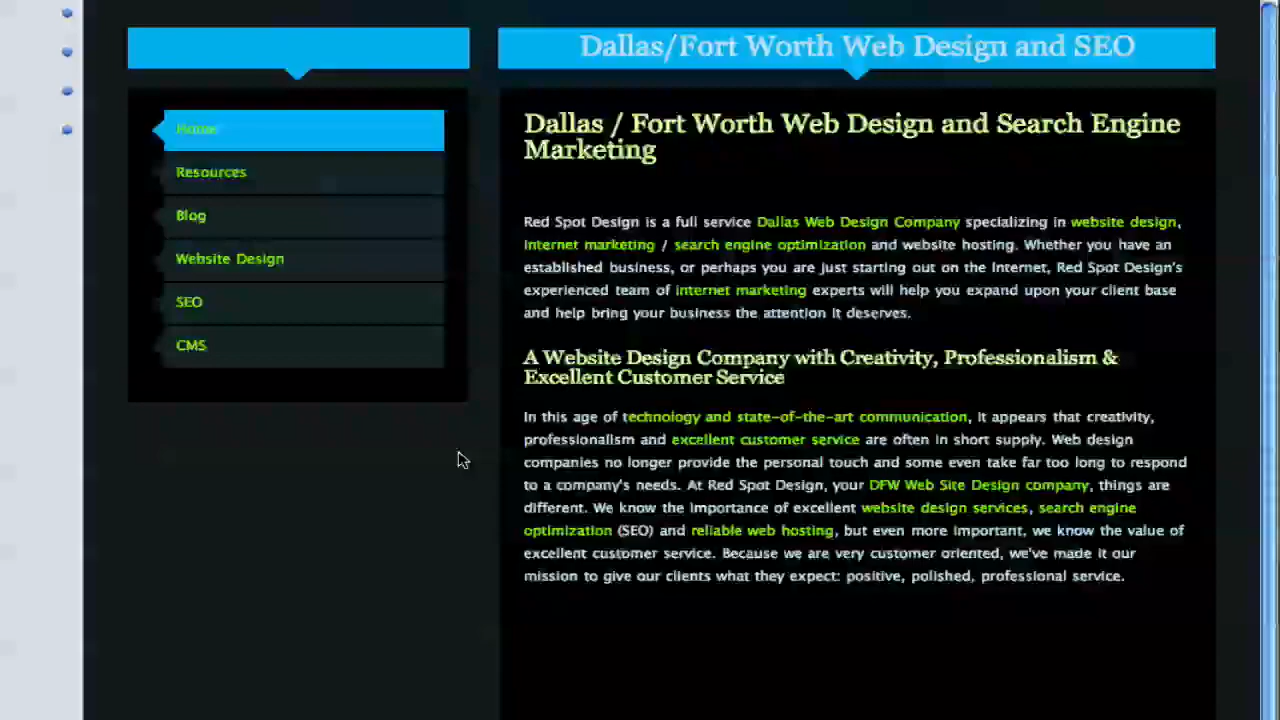 Dallas/Fort Worth Web Design and SEO
Home
Resources
Blog
Website Design
SEO
CMS
Dallas / Fort Worth Web Design and Search Engine
Marketing
Red Spot Design is a full service Dallas Web Design Company specializing in website design,
internet marketing / search engine optimization and website hosting. Whether you have an
established business, or perhaps you are just starting out on the Internet, Red Spot Design's
experienced team of internet marketing experts will help you expand upon your client base
and help bring your business the attention it deserves.
A Website Design Company with Creativity, Professionalism &
Excellent Customer Service
In this age of technology and state-of-the-art communication, it appears that creativity,
professionalism and excellent customer service are often in short supply. Web design
companies no longer provide the personal touch and some even take far too long to respond
to a company's needs. At Red Spot Design, your DFW Web Site Design company, things are
different. We know the importance of excellent website design services, search engine
optimization (SEO) and reliable web hosting, but even more important, we know the value of
excellent customer service. Because we are very customer oriented, we've made it our
mission to give our clients what they expect: positive, polished, professional service.